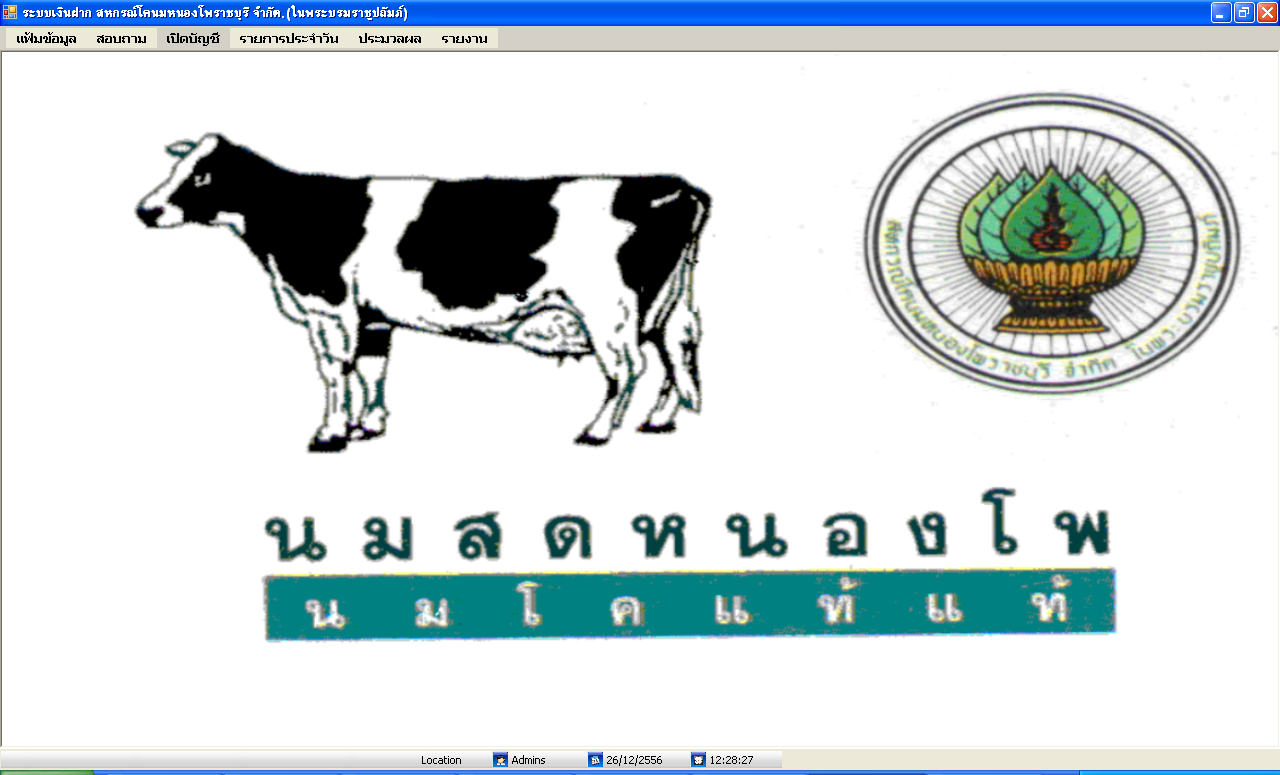 ระบบเงินฝาก สหกรณ์โคนมหนองโพราชบุรี จำกัด.(ในพระบรมราชูปถัมภ์)
แฟ้มข้อมูล สอบถาม เปิดบัญชี รายการประจำวัน ประมวลผล รายงาน
สหกรณ์โคนมหนองโพราชบุรี จำกัด ในพระบรมราชูปถัมภ์
นมสดหนองโพ
นมโคแท้แท้
Location Admins 26/12/2556 12:28:27